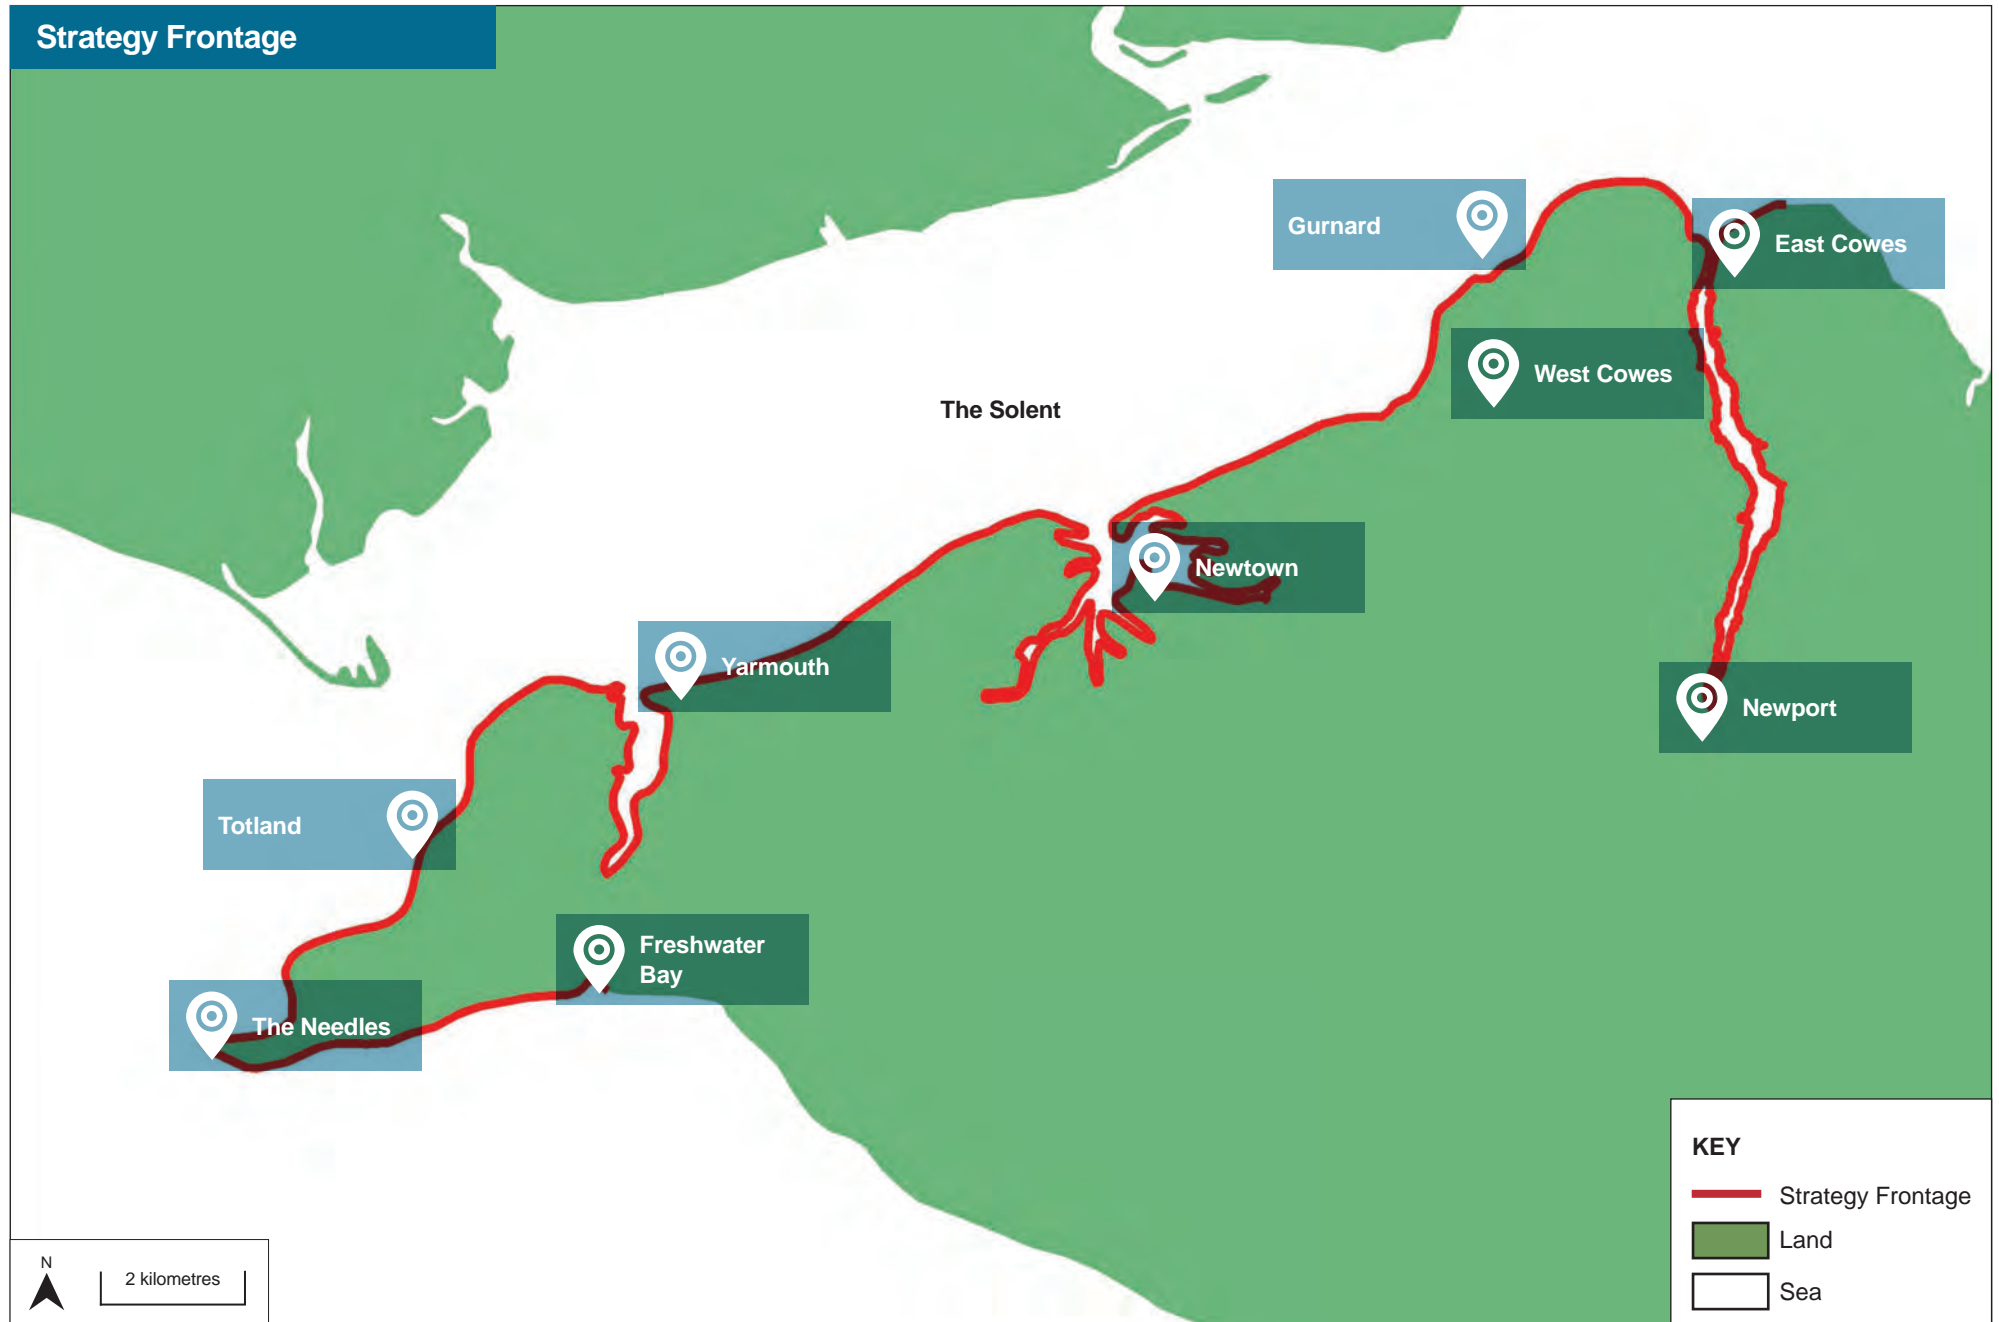 Strategy Frontage
Gurnard
East Cowes
West Cowes
The Solent
Newtown
Yarmouth
Newport
Totland
Freshwater
Bay
The Needles
KEY
Strategy Frontage
Land
Sea
N
2 kilometres